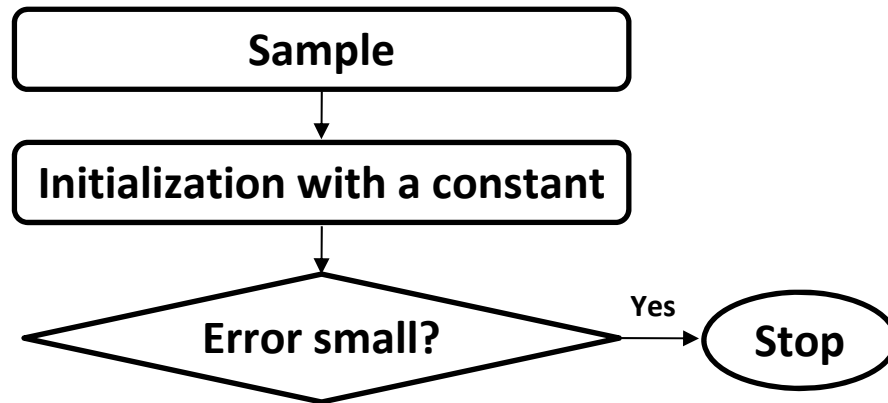 Sample
Initialization with a constant
Error small?
Yes
Stop